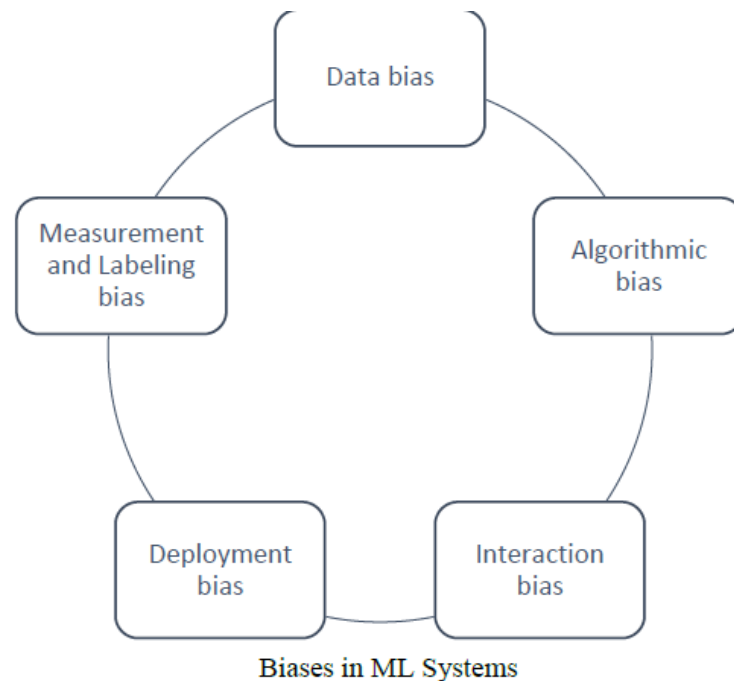 Data bias
Algorithmic
bias
Interaction
bias
Deployment
bias
Measurement
and Labeling
bias
Biases in ML Systems